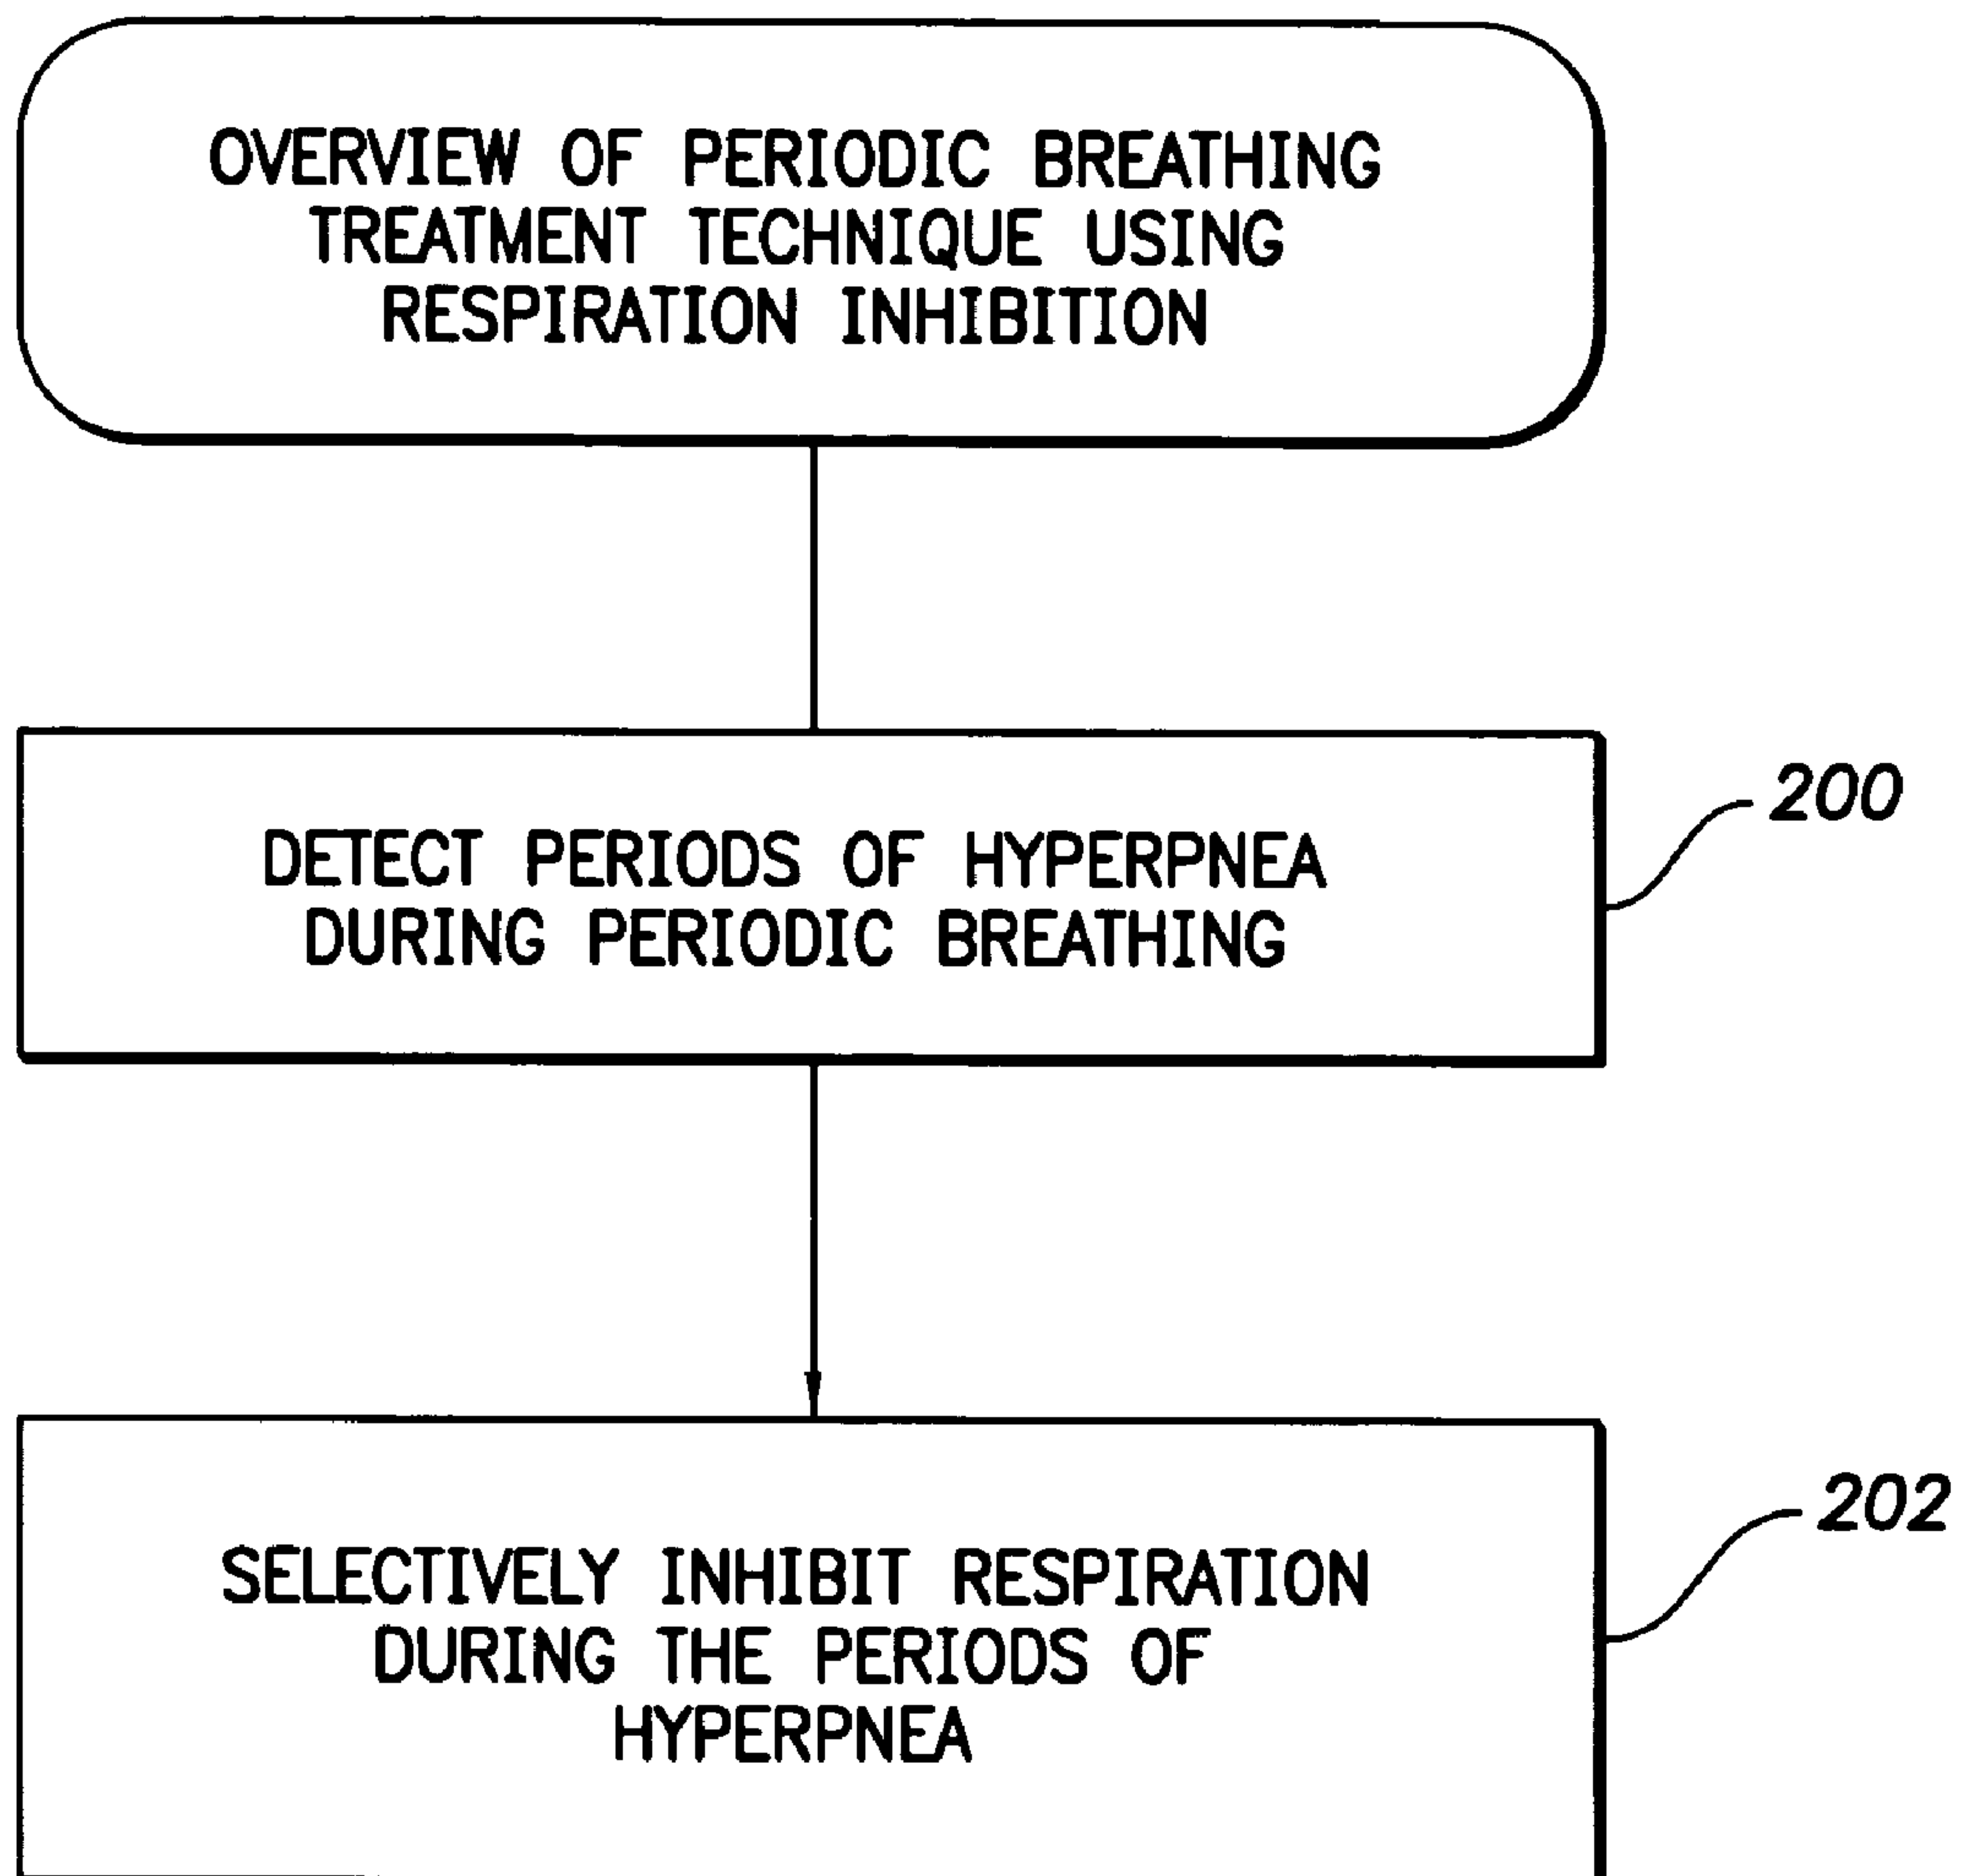 OVERVIEW OF PERIODIC BREATHING
TREATMENT TECHNIQUE USING
RESPIRATION INHIBITION
DETECT PERIODS OF HYPERPNEA
DURING PERIODIC BREATHING
200
SELECTIVELY INHIBIT RESPIRATION
DURING THE PERIODS OF
HYPERPNEA
202